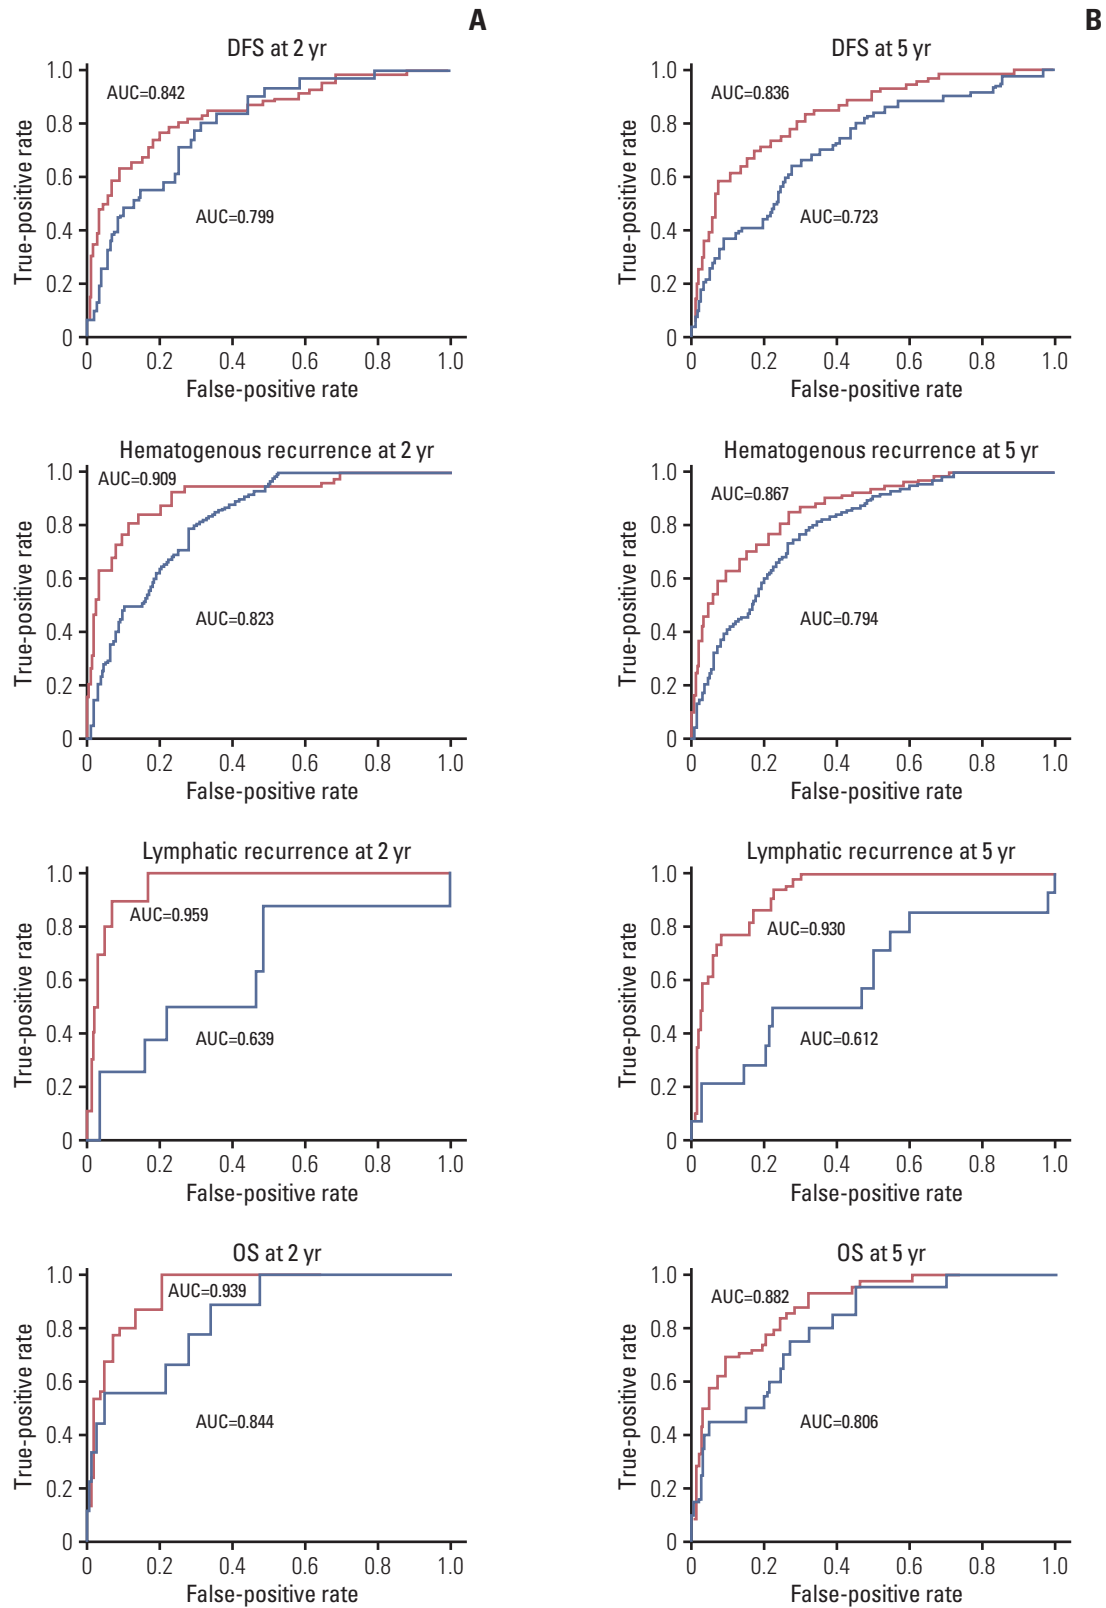 A
DFS at 2 yr
1.0
0.8
0.6
0.4
0.2
0
True-positive rate
AUC=0.842
AUC=0.799
0 0.2 0.4 0.6 0.8 1.0
False-positive rate
Hematogenous recurrence at 2 yr
1.0
0.8
0.6
0.4
0.2
0
True-positive rate
AUC=0.909
AUC=0.823
0 0.2 0.4 0.6 0.8 1.0
False-positive rate
Lymphatic recurrence at 2 yr
1.0
0.8
0.6
0.4
0.2
0
True-positive rate
AUC=0.959
AUC=0.639
0 0.2 0.4 0.6 0.8 1.0
False-positive rate
OS at 2 yr
1.0
0.8
0.6
0.4
0.2
0
True-positive rate
AUC=0.939
AUC=0.844
0 0.2 0.4 0.6 0.8 1.0
False-positive rate
B
DFS at 5 yr
1.0
0.8
0.6
0.4
0.2
0
True-positive rate
AUC=0.836
AUC=0.723
0 0.2 0.4 0.6 0.8 1.0
False-positive rate
Hematogenous recurrence at 5 yr
1.0
0.8
0.6
0.4
0.2
0
True-positive rate
AUC=0.867
AUC=0.794
0 0.2 0.4 0.6 0.8 1.0
False-positive rate
Lymphatic recurrence at 5 yr
1.0
0.8
0.6
0.4
0.2
0
True-positive rate
AUC=0.930
AUC=0.612
0 0.2 0.4 0.6 0.8 1.0
False-positive rate
OS at 5 yr
1.0
0.8
0.6
0.4
0.2
0
True-positive rate
AUC=0.882
AUC=0.806
0 0.2 0.4 0.6 0.8 1.0
False-positive rate